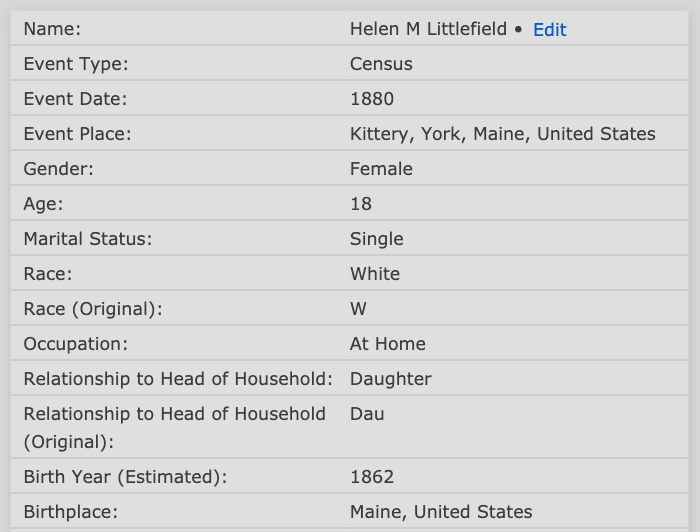 Name: Helen M Littlefield • Edit
Event Type: Census
Event Date: 1880
Event Place: Kittery, York, Maine, United States
Gender: Female
Age: 18
Marital Status: Single
Race: White
Race (Original): W
Occupation: At Home
Relationship to Head of Household: Daughter
Relationship to Head of Household Dau
(Original):
Birth Year (Estimated): 1862
Birthplace: Maine, United States